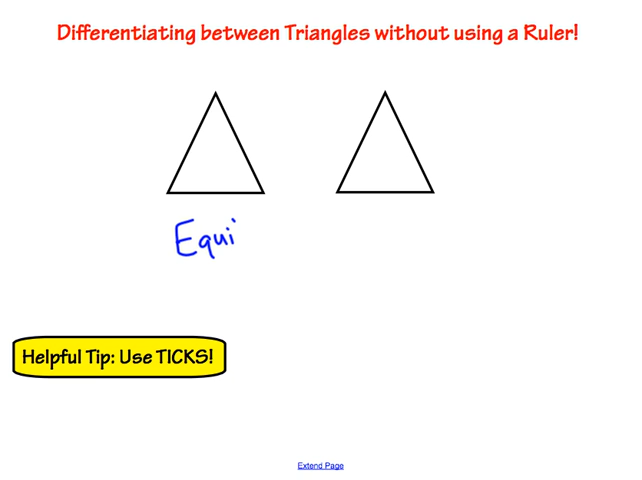 Differentiating between Triangles without using a Ruler!
Equi
Helpful Tip: Use TICKS!
Extend Page